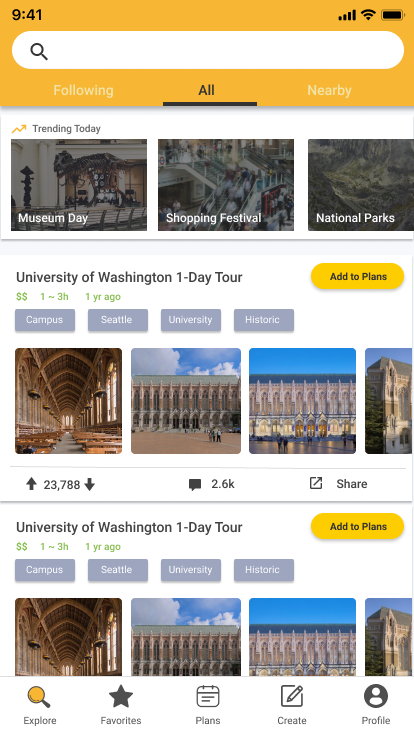 9:41
Following All Nearby
Trending Today
Museum Day Shopping Festival National Parks
University of Washington 1-Day Tour Add to Plans
$$ 1 ~ 3h 1 yr ago
Campus Seattle University Historic
23,788 2.6k Share
University of Washington 1-Day Tour Add to Plans
$$ 1 ~ 3h 1 yr ago
Campus Seattle University Historic
Explore Favorites Plans Create Profile